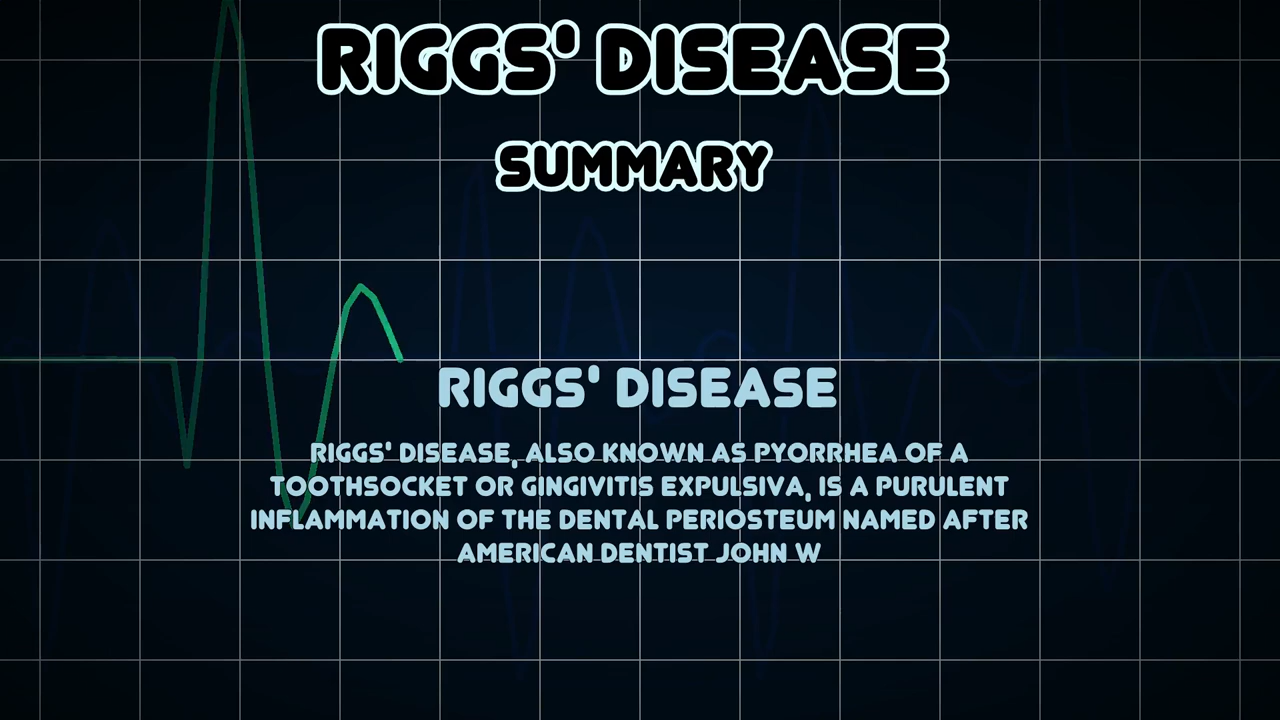 RIGGS' DISEASE
SUMMARY
RIGGS' DISEASE
RIGGS' DISEASE, ALSO KNOWN AS PYORRHEA OF A
TOOTHSOCKET OR GINGIVITIS EXPULSIVA, IS A PURULENT
INFLAMMATION OF THE DENTAL PERIOSTEUM NAMED AFTER
AMERICAN DENTIST JOHN W